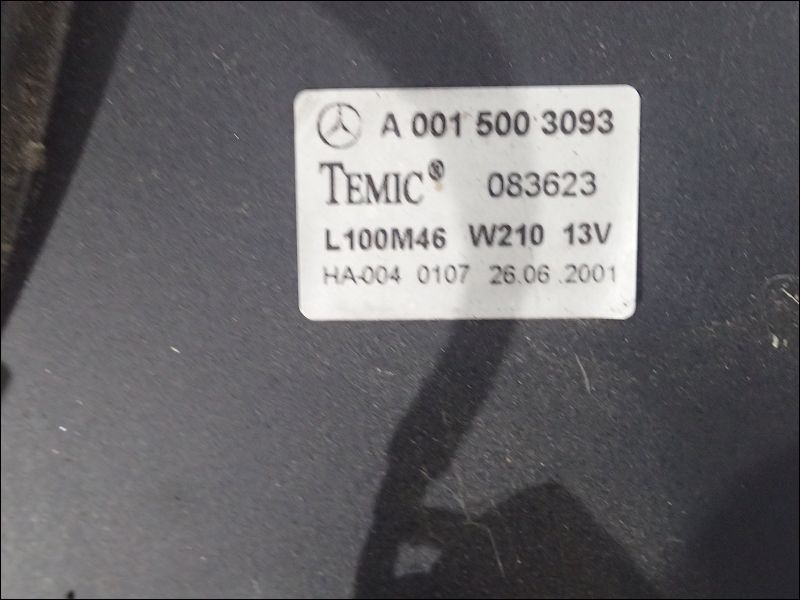 A 001 500 3093
TEMIC® 083623
L100M46 W210 13V
HA-004 0107 26.06.2001